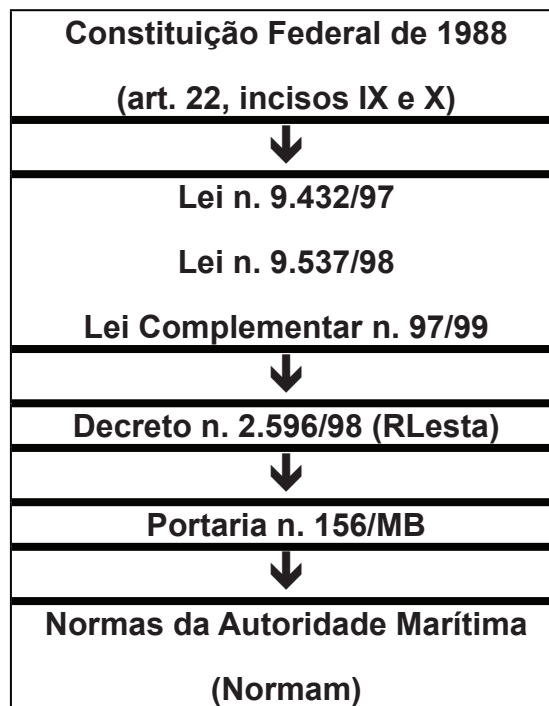 Constituição Federal de 1988
(art. 22, incisos IX e X)
Lei n. 9.432/97
Lei n. 9.537/98
Lei Complementar n. 97/99
Decreto n. 2.596/98 (RLesta)
Portaria n. 156/MB
Normas da Autoridade Marítima
(Normam)